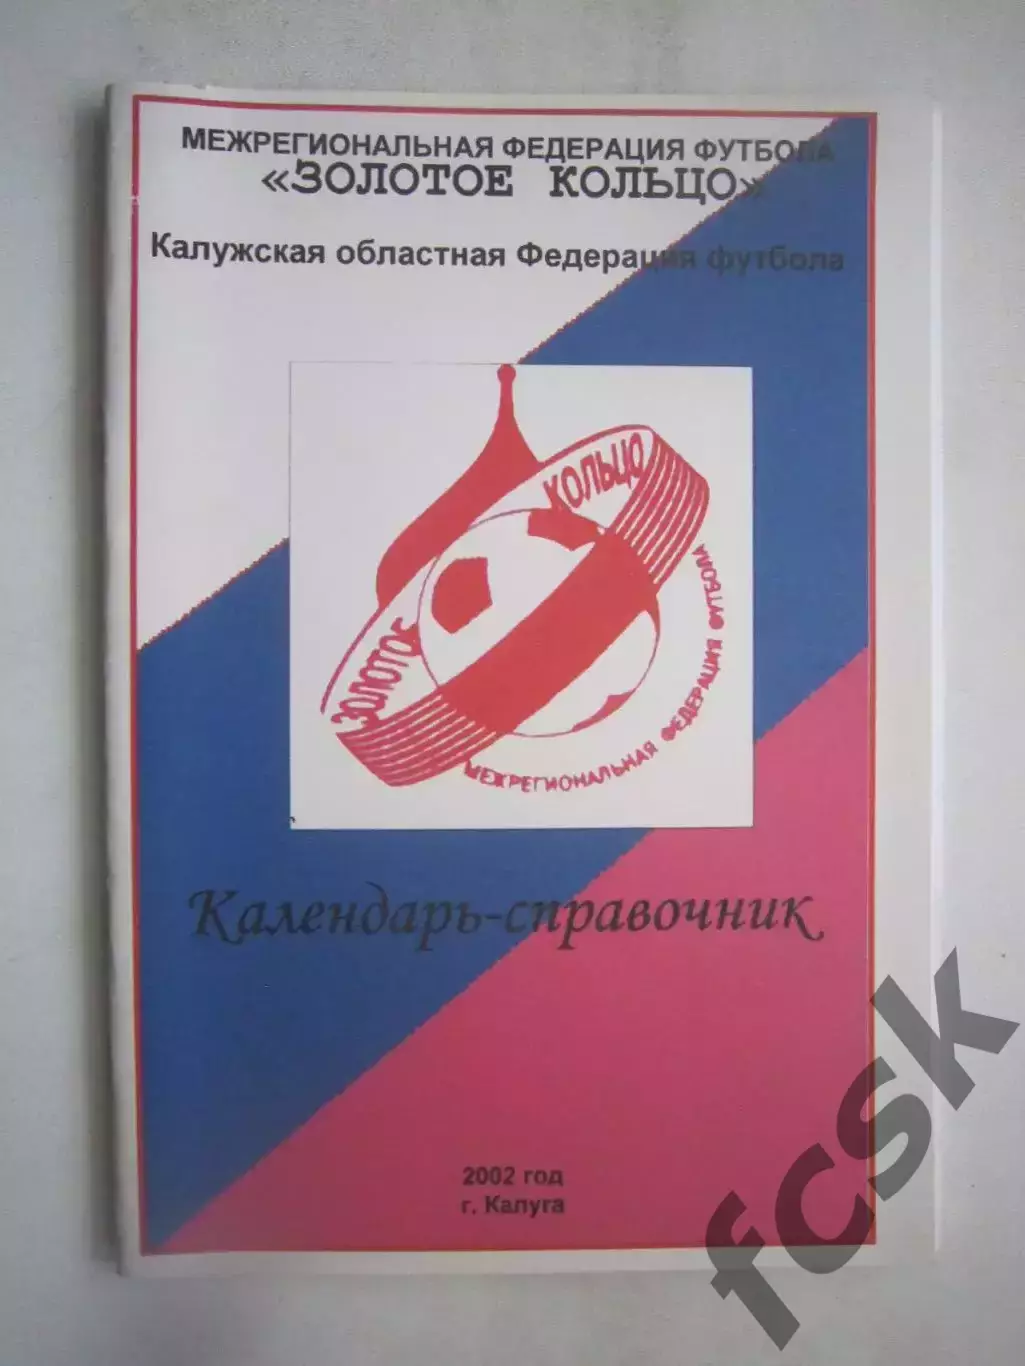 МЕЖРЕГИОНАЛЬНАЯ ФЕДЕРАЦИЯ ФУТБОЛА
«ЗОЛОТОЕ КОЛЬЦО»
Калужская областная Федерация футбола
КОЛЬЦО
ЗОЛОТОЕ
МЕЖРЕГИОНАЛЬНАЯ ФЕДЕРАЦИЯ ФУТБОЛА
Календарь-справочник
2002 год
г. Калуга
fcsk